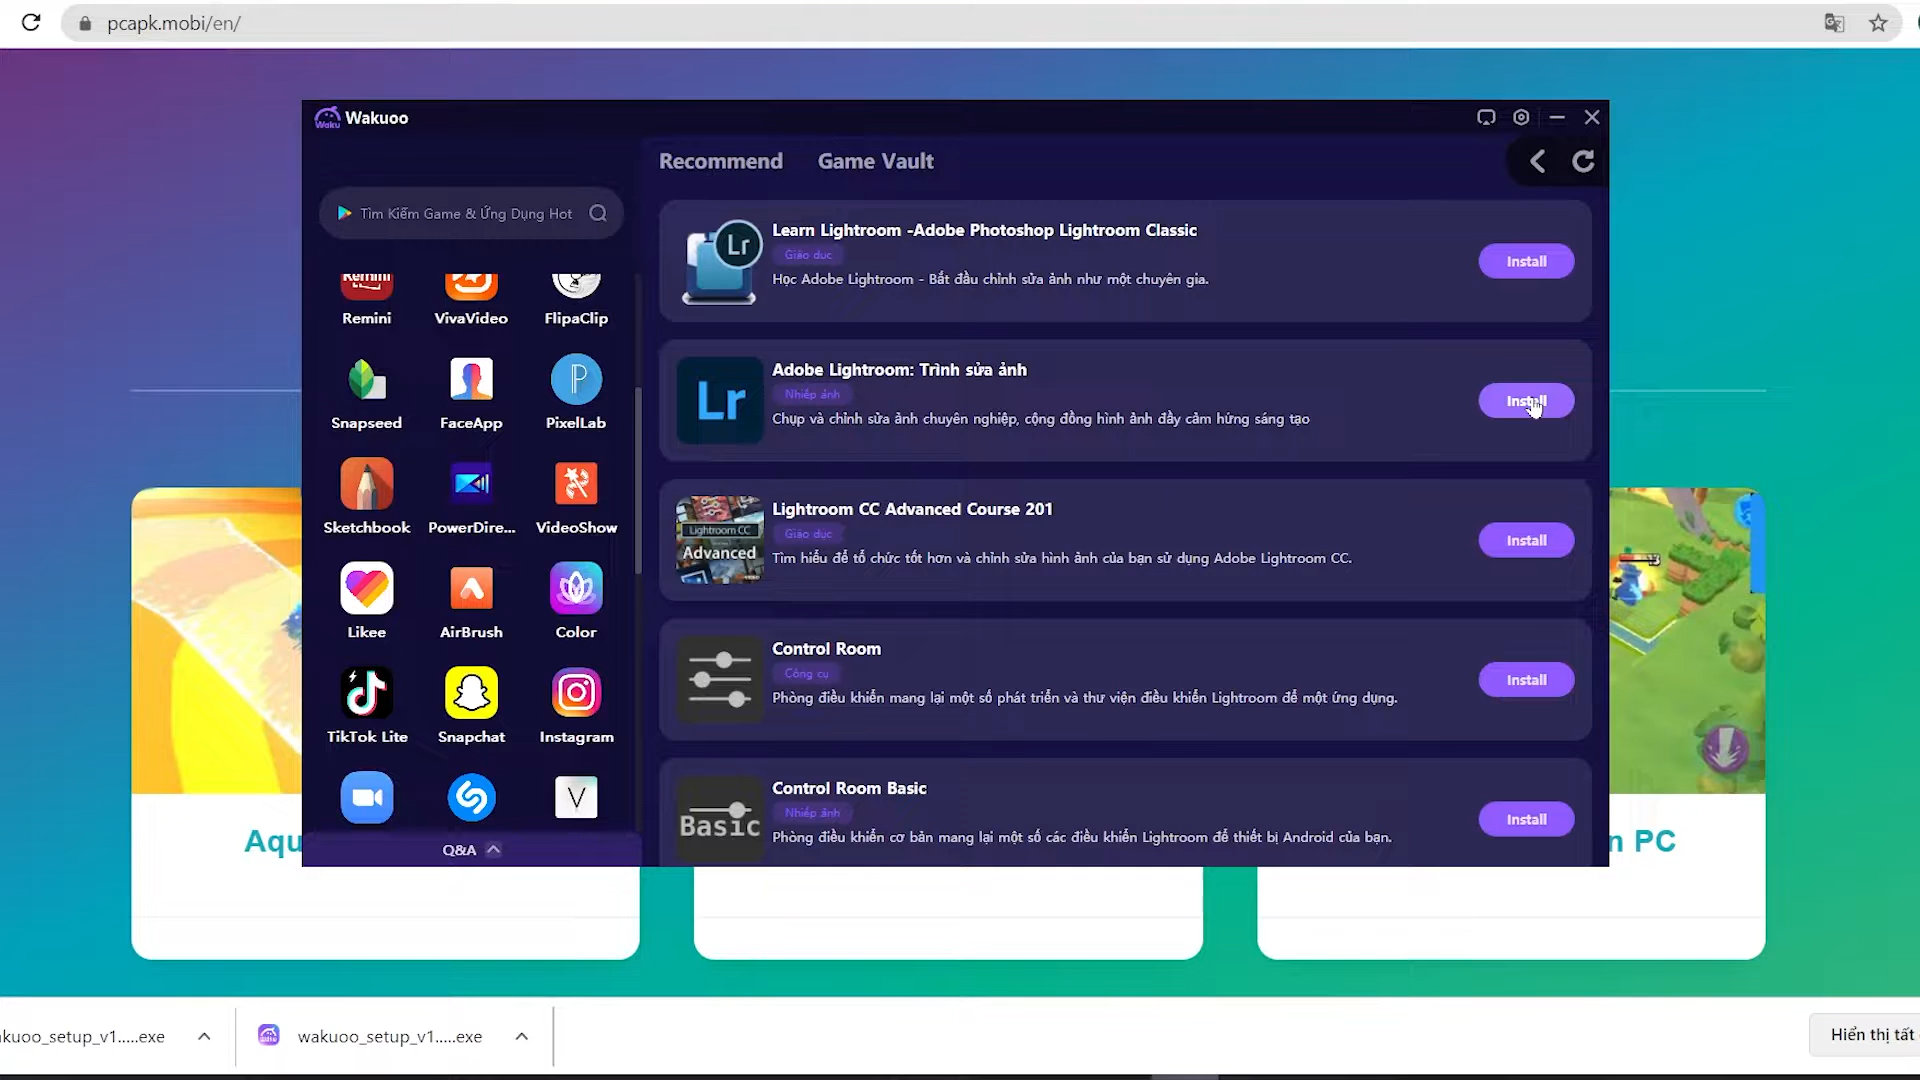 pcapk.mobi/en/
Waku Wakuoo
Recommend
Game Vault
Tìm Kiếm Game & Ứng Dụng Hot
Remini
Remini
VivaVideo
FlipaClip
Snapseed
FaceApp
PixelLab
Sketchbook
PowerDire...
VideoShow
Likee
AirBrush
Color
TikTok Lite
Snapchat
Instagram
Q&A
Lr
Learn Lightroom -Adobe Photoshop Lightroom Classic
Giáo dục
Học Adobe Lightroom - Bắt đầu chỉnh sửa ảnh như một chuyên gia.
Install
Lr
Adobe Lightroom: Trình sửa ảnh
Nhiếp ảnh
Chụp và chỉnh sửa ảnh chuyên nghiệp, cộng đồng hình ảnh đầy cảm hứng sáng tạo
Install
Lightroom CC
Advanced
Lightroom CC Advanced Course 201
Giáo dục
Tìm hiểu để tổ chức tốt hơn và chỉnh sửa hình ảnh của bạn sử dụng Adobe Lightroom CC.
Install
Control Room
Công cụ
Phòng điều khiển mang lại một số phát triển và thư viện điều khiển Lightroom để một ứng dụng.
Install
Basic
Control Room Basic
Nhiếp ảnh
Phòng điều khiển cơ bản mang lại một số các điều khiển Lightroom để thiết bị Android của bạn.
Install
Aqu
n PC
kuoo_setup_v1.....exe
wakuoo_setup_v1.....exe
Hiển thị tất